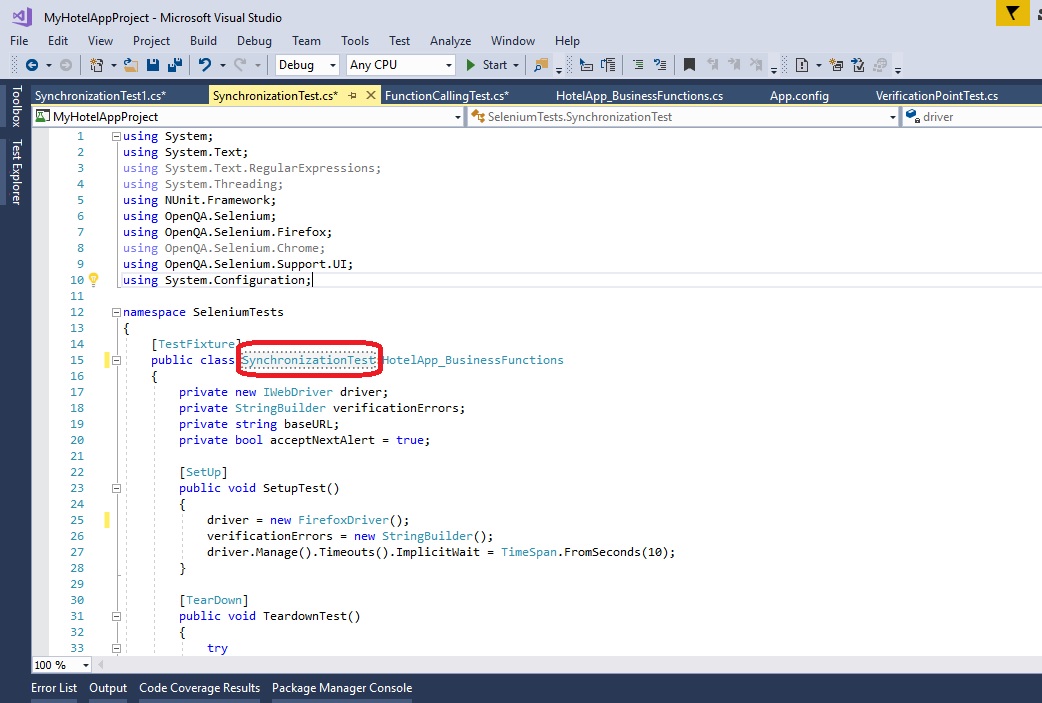 MyHotelAppProject - Microsoft Visual Studio
File Edit View Project Build Debug Team Tools Test Analyze Window Help
Debug Any CPU Start
Toolbox
Test Explorer
SynchronizationTest1.cs* SynchronizationTest.cs* FunctionCallingTest.cs* HotelApp_BusinessFunctions.cs App.config VerificationPointTest.cs
MyHotelAppProject SeleniumTests.SynchronizationTest driver
1 using System;
2 using System.Text;
3 using System.Text.RegularExpressions;
4 using System.Threading;
5 using NUnit.Framework;
6 using OpenQA.Selenium;
7 using OpenQA.Selenium.Firefox;
8 using OpenQA.Selenium.Chrome;
9 using OpenQA.Selenium.Support.UI;
10 using System.Configuration;
11
12 namespace SeleniumTests
13 {
14 [TestFixture]
15 public class SynchronizationTest HotelApp_BusinessFunctions
16 {
17 private new IWebDriver driver;
18 private StringBuilder verificationErrors;
19 private string baseURL;
20 private bool acceptNextAlert = true;
21
22 [SetUp]
23 public void SetupTest()
24 {
25 driver = new FirefoxDriver();
26 verificationErrors = new StringBuilder();
27 driver.Manage().Timeouts().ImplicitWait = TimeSpan.FromSeconds(10);
28 }
29
30 [TearDown]
31 public void TeardownTest()
32 {
33 try
100 %
Error List Output Code Coverage Results Package Manager Console